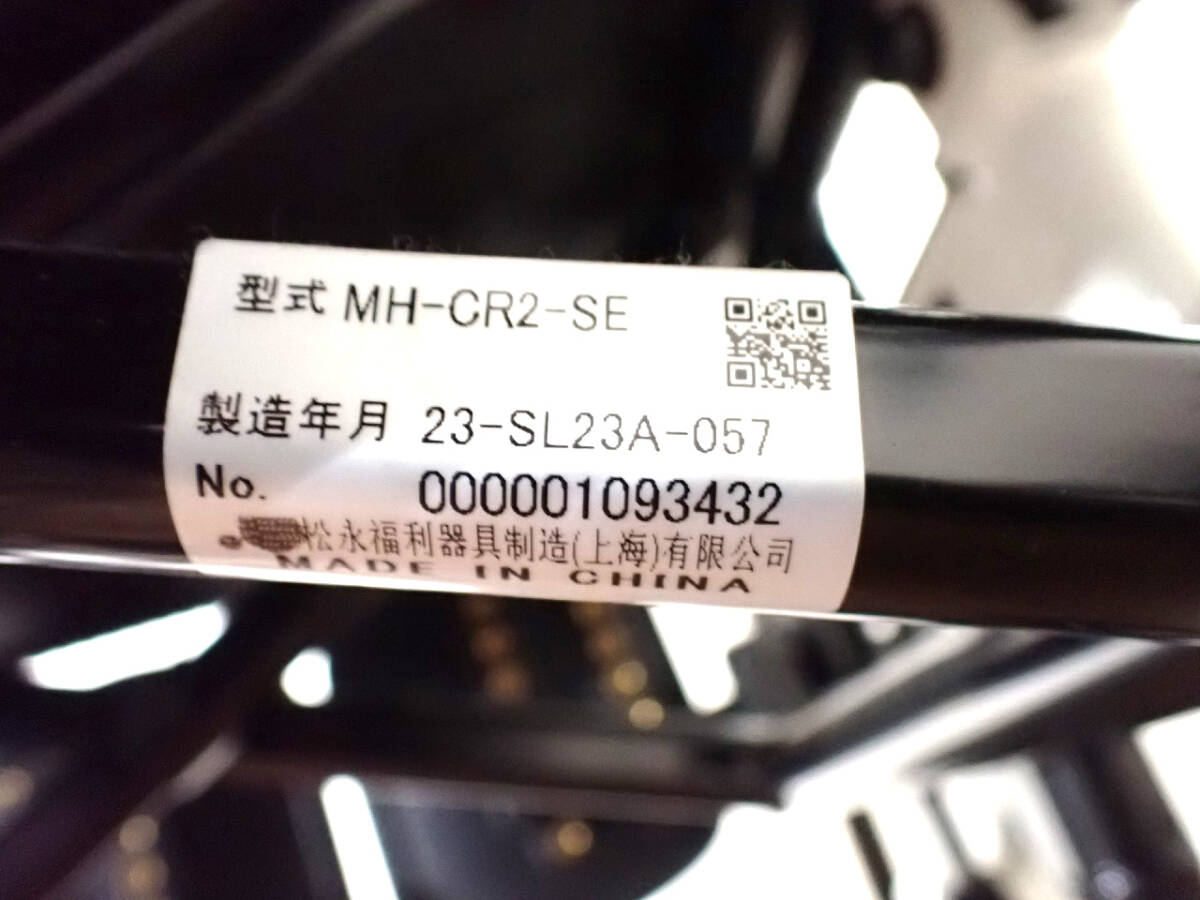 型式 MH-CR2-SE
製造年月 23-SL23A-057
No. 000001093432
松永福利器具制造(上海)有限公司
MADE IN CHINA